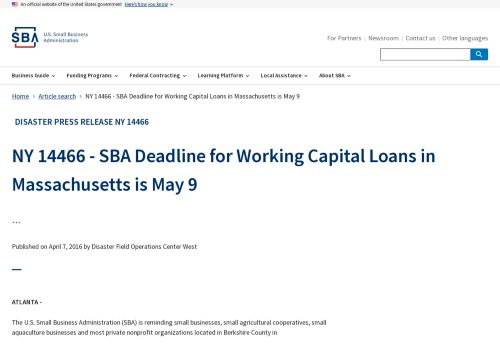 An official website of the United States government Here's how you know
SBA U.S. Small Business
Administration
For Partners Newsroom Contact us Other languages
Business Guide Funding Programs Federal Contracting Learning Platform Local Assistance About SBA
Home Article search NY 14466 - SBA Deadline for Working Capital Loans in Massachusetts is May 9
DISASTER PRESS RELEASE NY 14466
NY 14466 - SBA Deadline for Working Capital Loans in
Massachusetts is May 9
...
Published on April 7, 2016 by Disaster Field Operations Center West
ATLANTA -
The U.S. Small Business Administration (SBA) is reminding small businesses, small agricultural cooperatives, small
aquaculture businesses and most private nonprofit organizations located in Berkshire County in